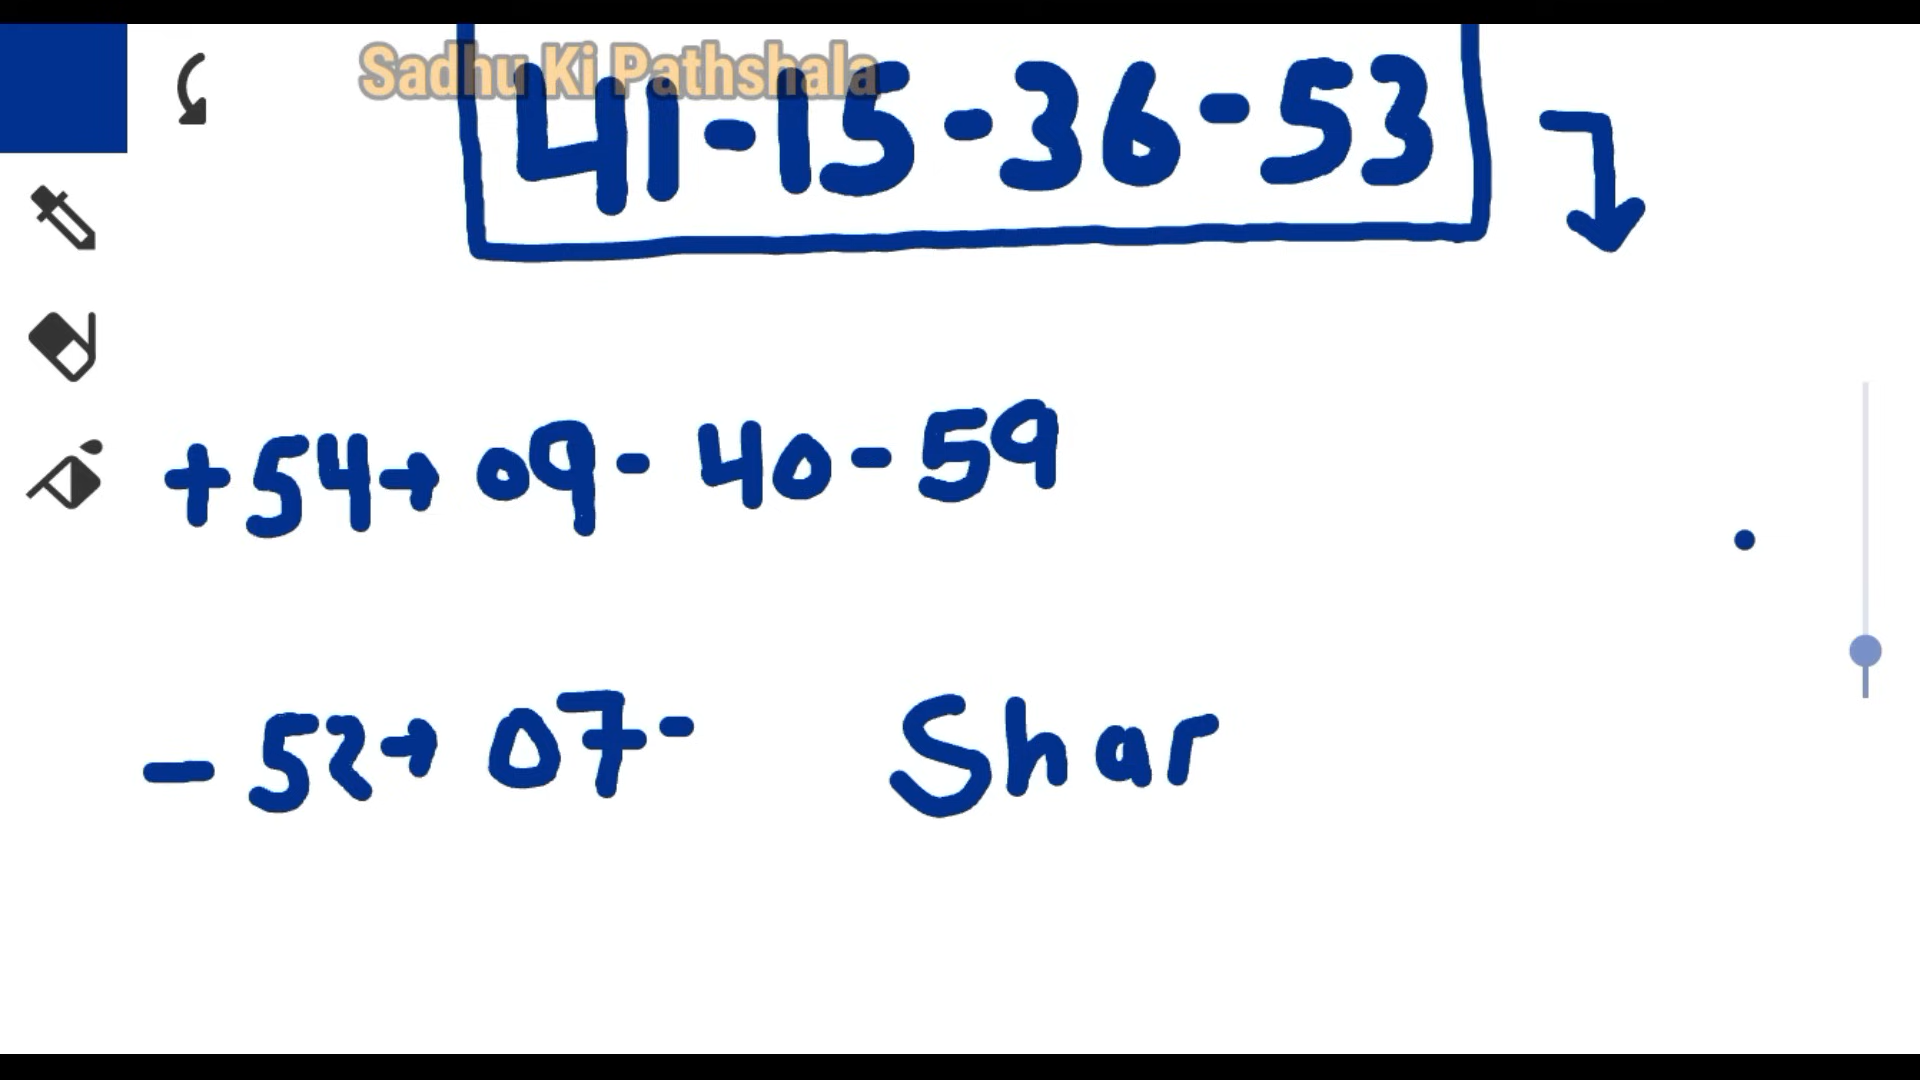 Sadhu Ki Pathshala
41-15-36-53
+54→ 09-40-59
-52→ 07- Shar